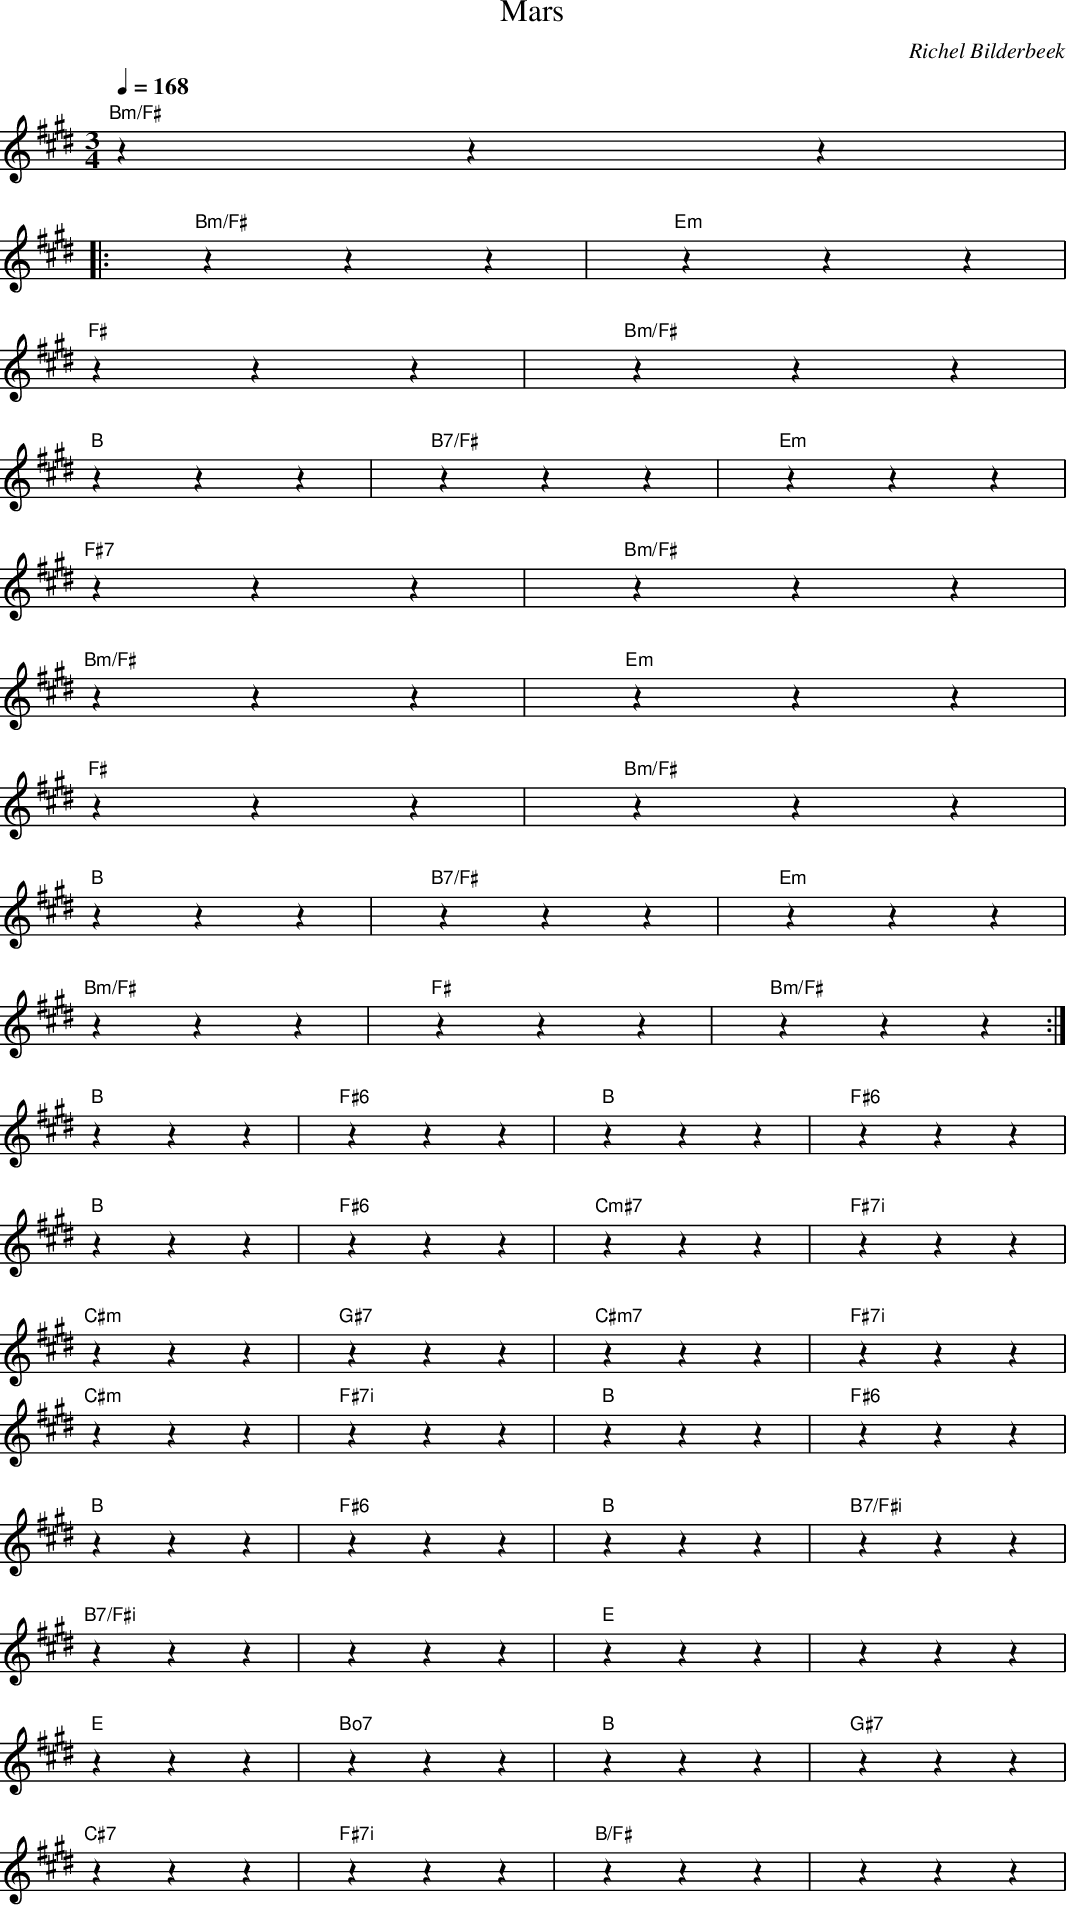 Mars
Richel Bilderbeek
♩ = 168
Bm/F♯
3
4
Bm/F♯ Em
F♯ Bm/F♯
B B7/F♯ Em
F♯7 Bm/F♯
Bm/F♯ Em
F♯ Bm/F♯
B B7/F♯ Em
Bm/F♯ F♯ Bm/F♯
B F♯6 B F♯6
B F♯6 Cm♯7 F♯7i
C♯m G♯7 C♯m7 F♯7i
C♯m F♯7i B F♯6
B F♯6 B B7/F♯i
B7/F♯i E
E Bo7 B G♯7
C♯7 F♯7i B/F♯